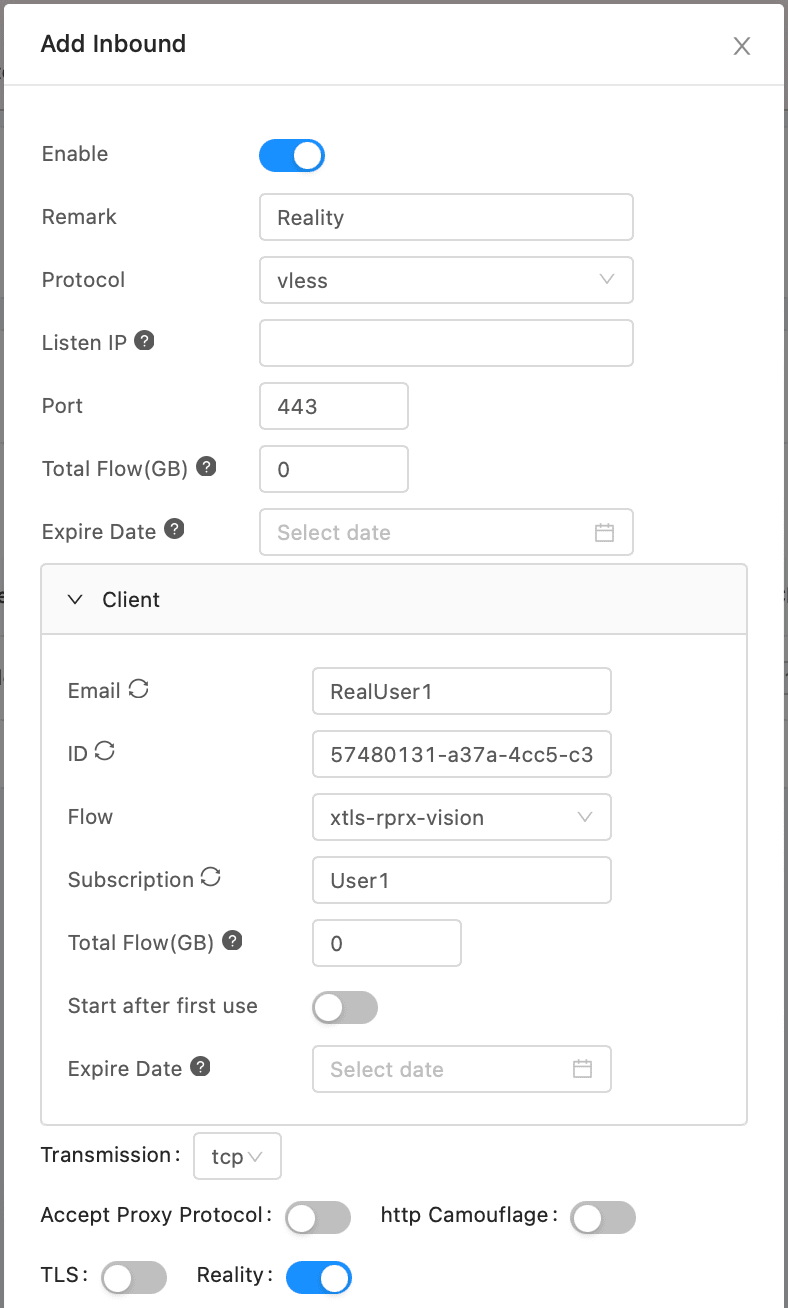 Add Inbound
Enable
Remark Reality
Protocol vless
Listen IP ?
Port 443
Total Flow(GB) ? 0
Expire Date ? Select date
Client
Email RealUser1
ID 57480131-a37a-4cc5-c3
Flow xtls-rprx-vision
Subscription User1
Total Flow(GB) ? 0
Start after first use
Expire Date ? Select date
Transmission: tcp
Accept Proxy Protocol: http Camouflage:
TLS: Reality: